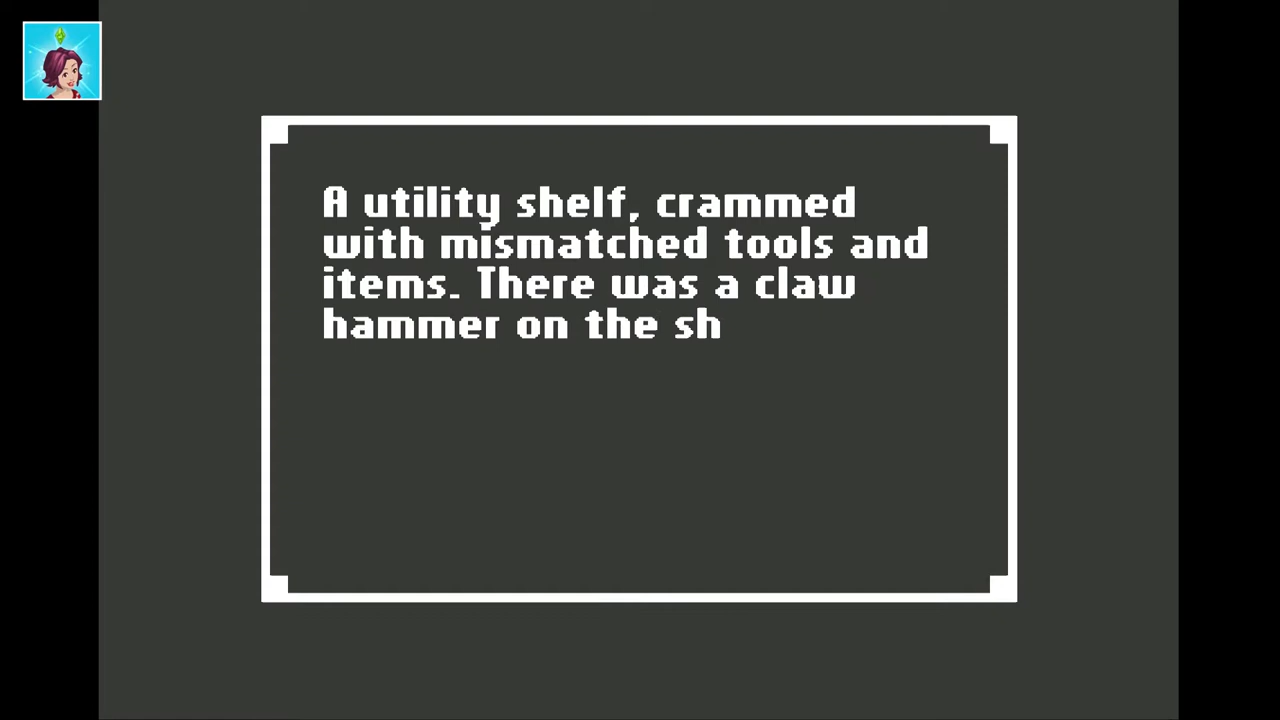 A utility shelf, crammed
with mismatched tools and
items. There was a claw
hammer on the sh